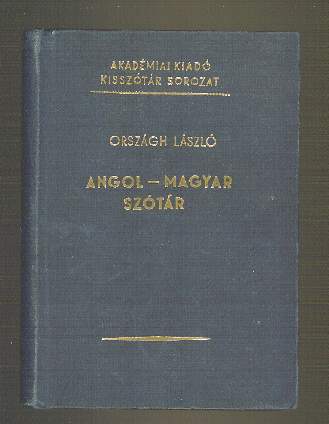 AKADÉMIAI KIADÓ
KISSZÓTÁR SOROZAT
ORSZÁGH LÁSZLÓ
ANGOL – MAGYAR
SZÓTÁR